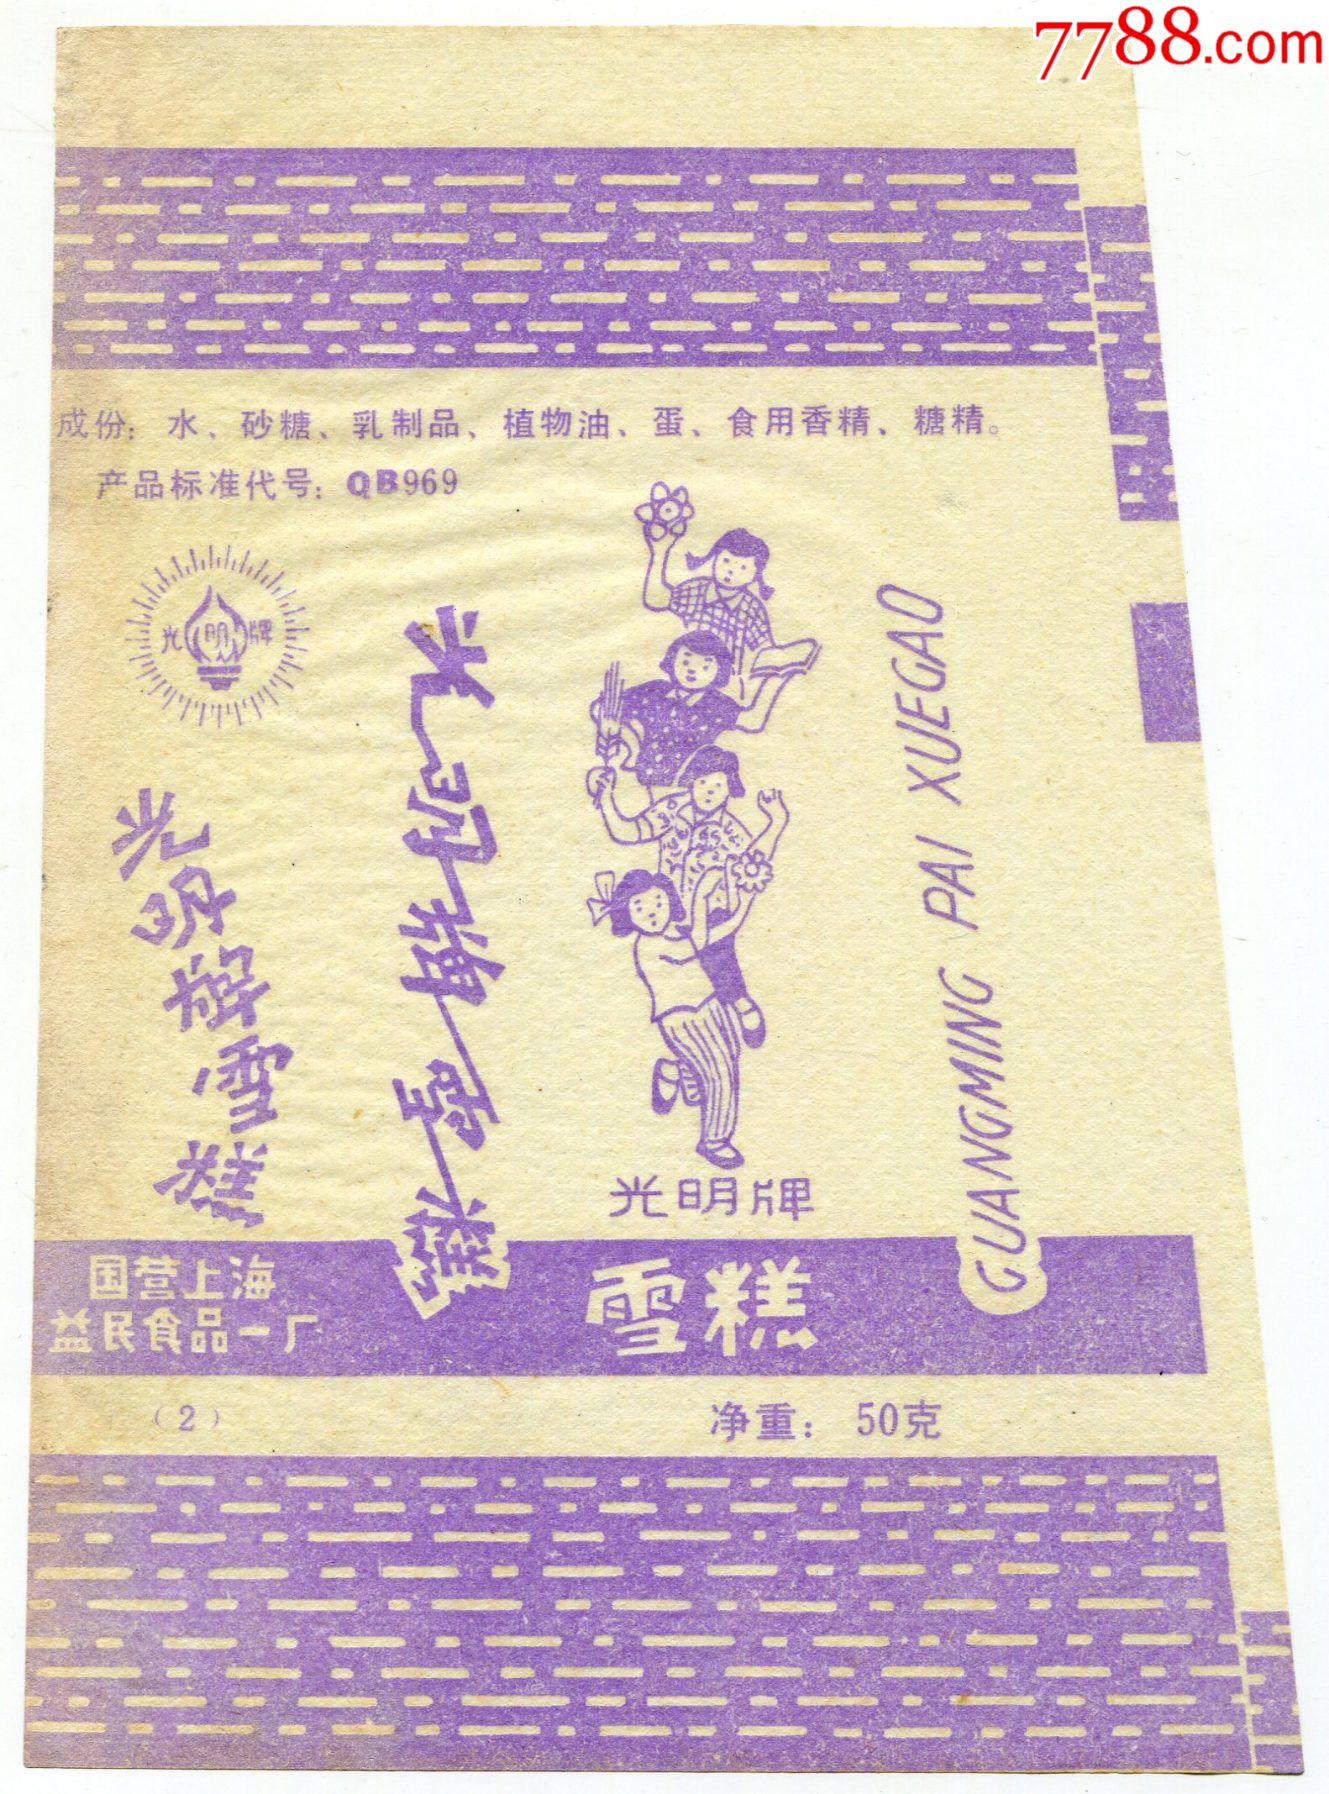 7788.com
成份：水、砂糖、乳制品、植物油、蛋、食用香精、糖精。
产品标准代号：QB969
光明牌
光明牌雪糕
光明牌雪糕
GUANGMING PAI XUEGAO
光明牌
国营上海
益民食品一厂
雪糕
（2）
净重：50克